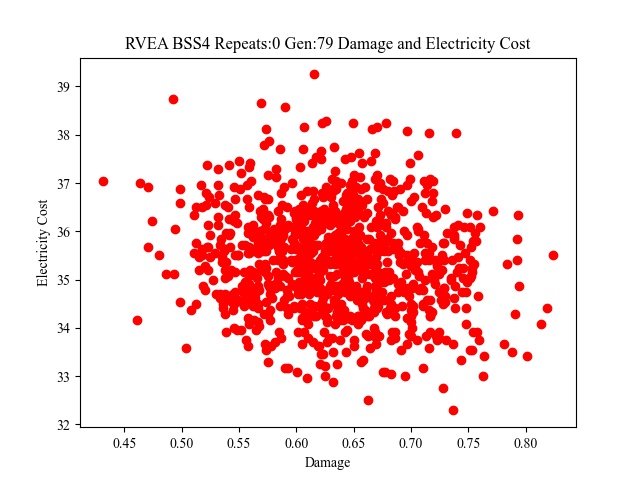 RVEA BSS4 Repeats:0 Gen:79 Damage and Electricity Cost
39
38
37
36
35
34
33
32
Electricity Cost
0.45 0.50 0.55 0.60 0.65 0.70 0.75 0.80
Damage